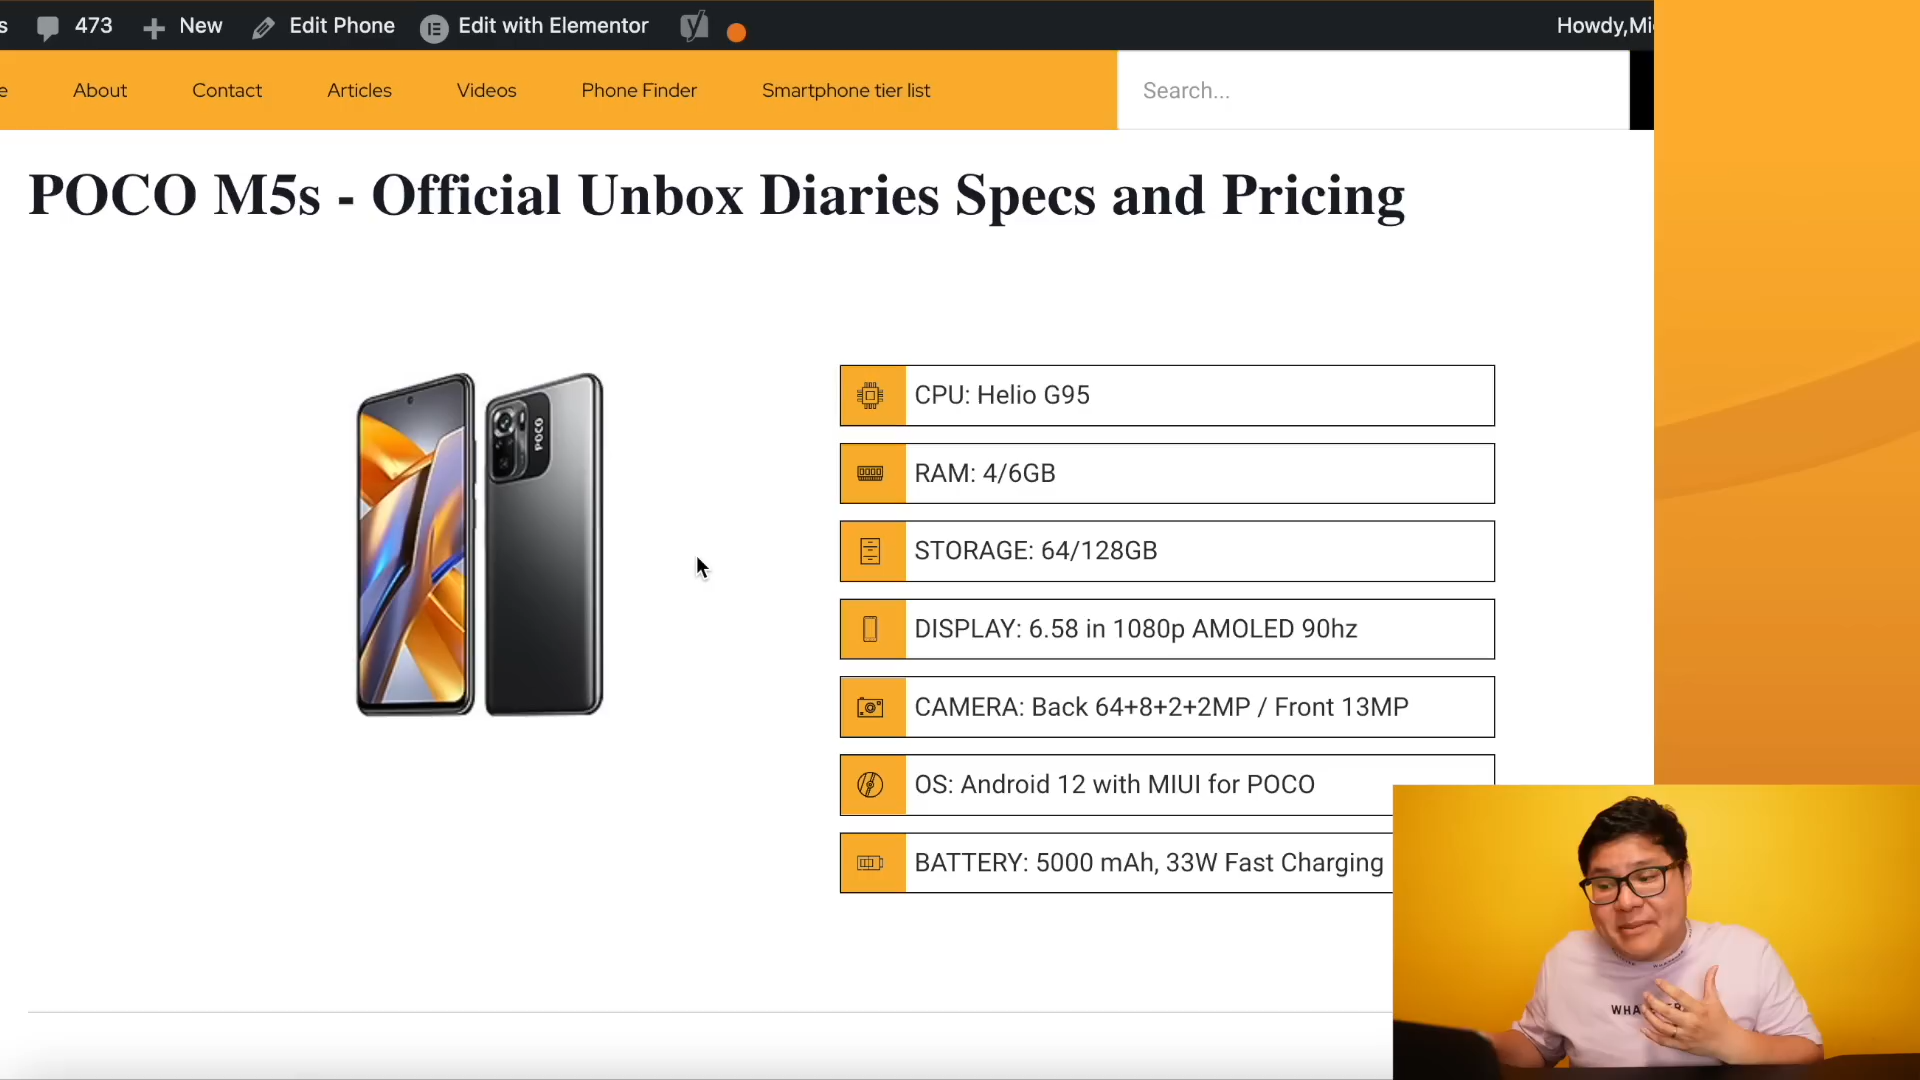 s 473 New Edit Phone Edit with Elementor Howdy, Mi
e About Contact Articles Videos Phone Finder Smartphone tier list Search...
POCO M5s - Official Unbox Diaries Specs and Pricing
POCO
CPU: Helio G95
RAM: 4/6GB
STORAGE: 64/128GB
DISPLAY: 6.58 in 1080p AMOLED 90hz
CAMERA: Back 64+8+2+2MP / Front 13MP
OS: Android 12 with MIUI for POCO
BATTERY: 5000 mAh, 33W Fast Charging